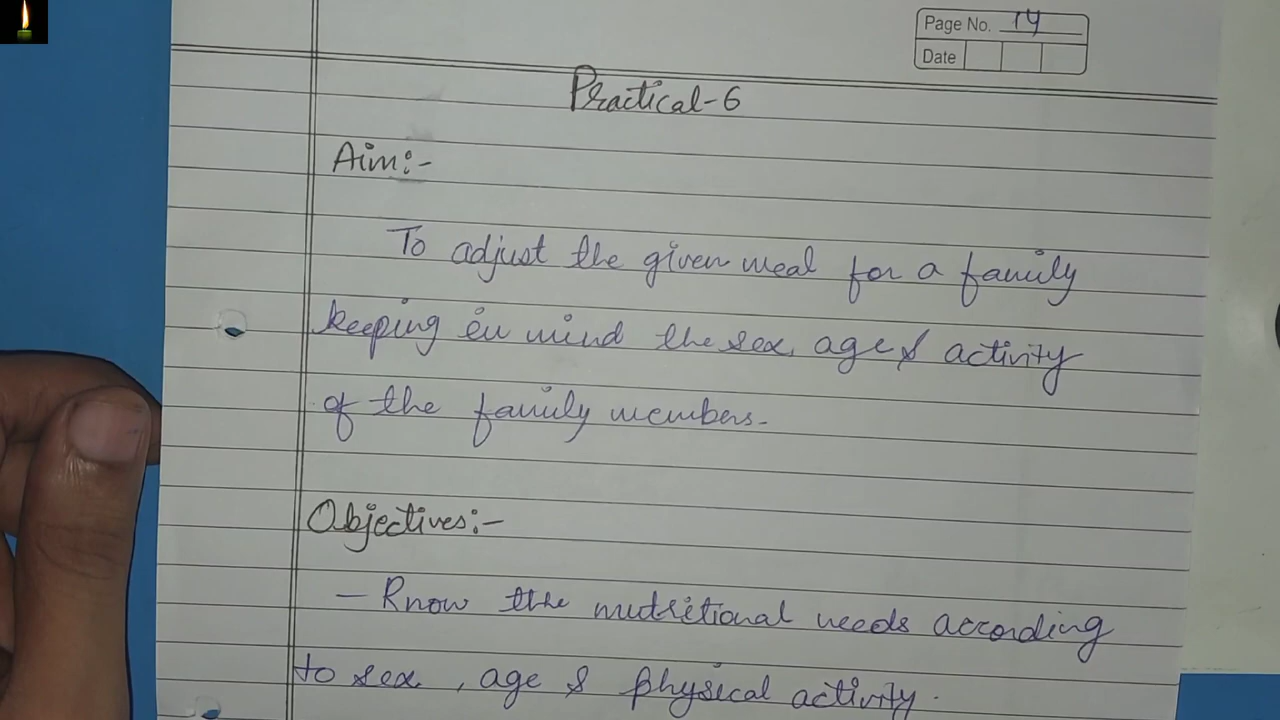 Page No. 14
Date
Practical-6
Aim:-
To adjust the given meal for a family
keeping in mind the sex, age & activity
of the family members.
Objectives:-
- Know the nutritional needs according
to sex, age & physical activity.